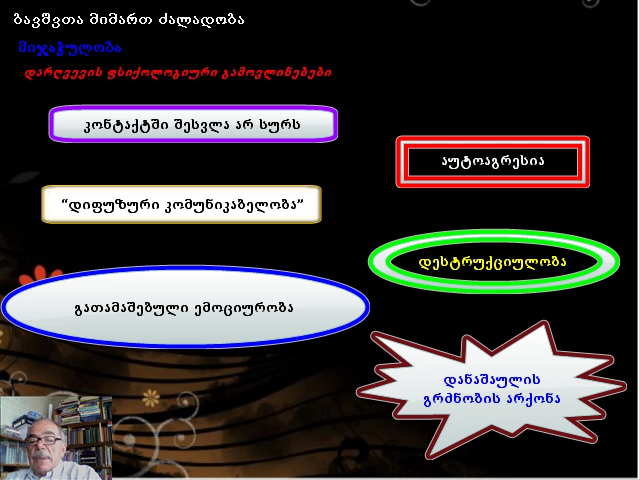 ბავშვთა მიმართ ძალადობა
მიჯაჭულობა
დარღვევის ფსიქოლოგიური გამოვლინებები
კონტაქტში შესვლა არ სურს
აუტოაგრესია
“დიფუზური კომუნიკაბელობა”
დესტრუქციულობა
გათამაშებული ემოციურობა
დანაშაულის
გრძნობის არქონა